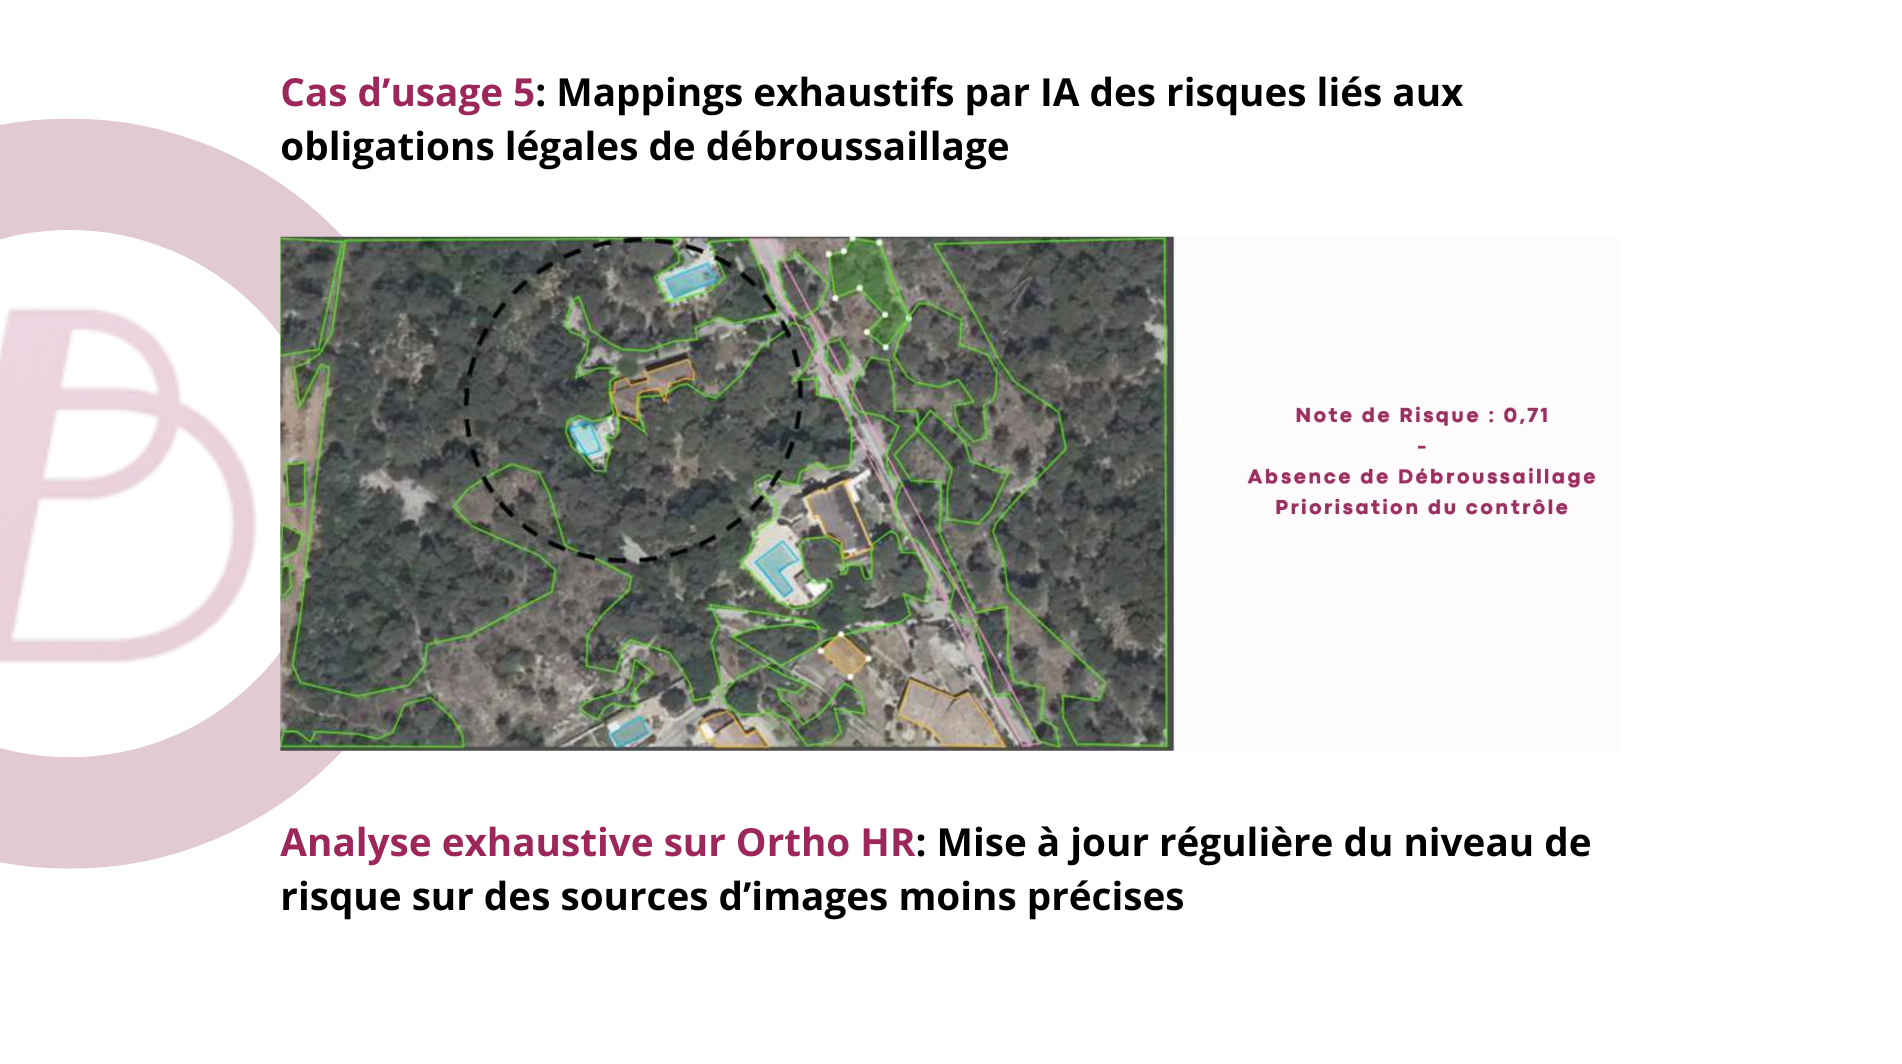 Cas d’usage 5: Mappings exhaustifs par IA des risques liés aux
obligations légales de débroussaillage
Note de Risque : 0,71
-
Absence de Débroussaillage
Priorisation du contrôle
Analyse exhaustive sur Ortho HR: Mise à jour régulière du niveau de
risque sur des sources d’images moins précises